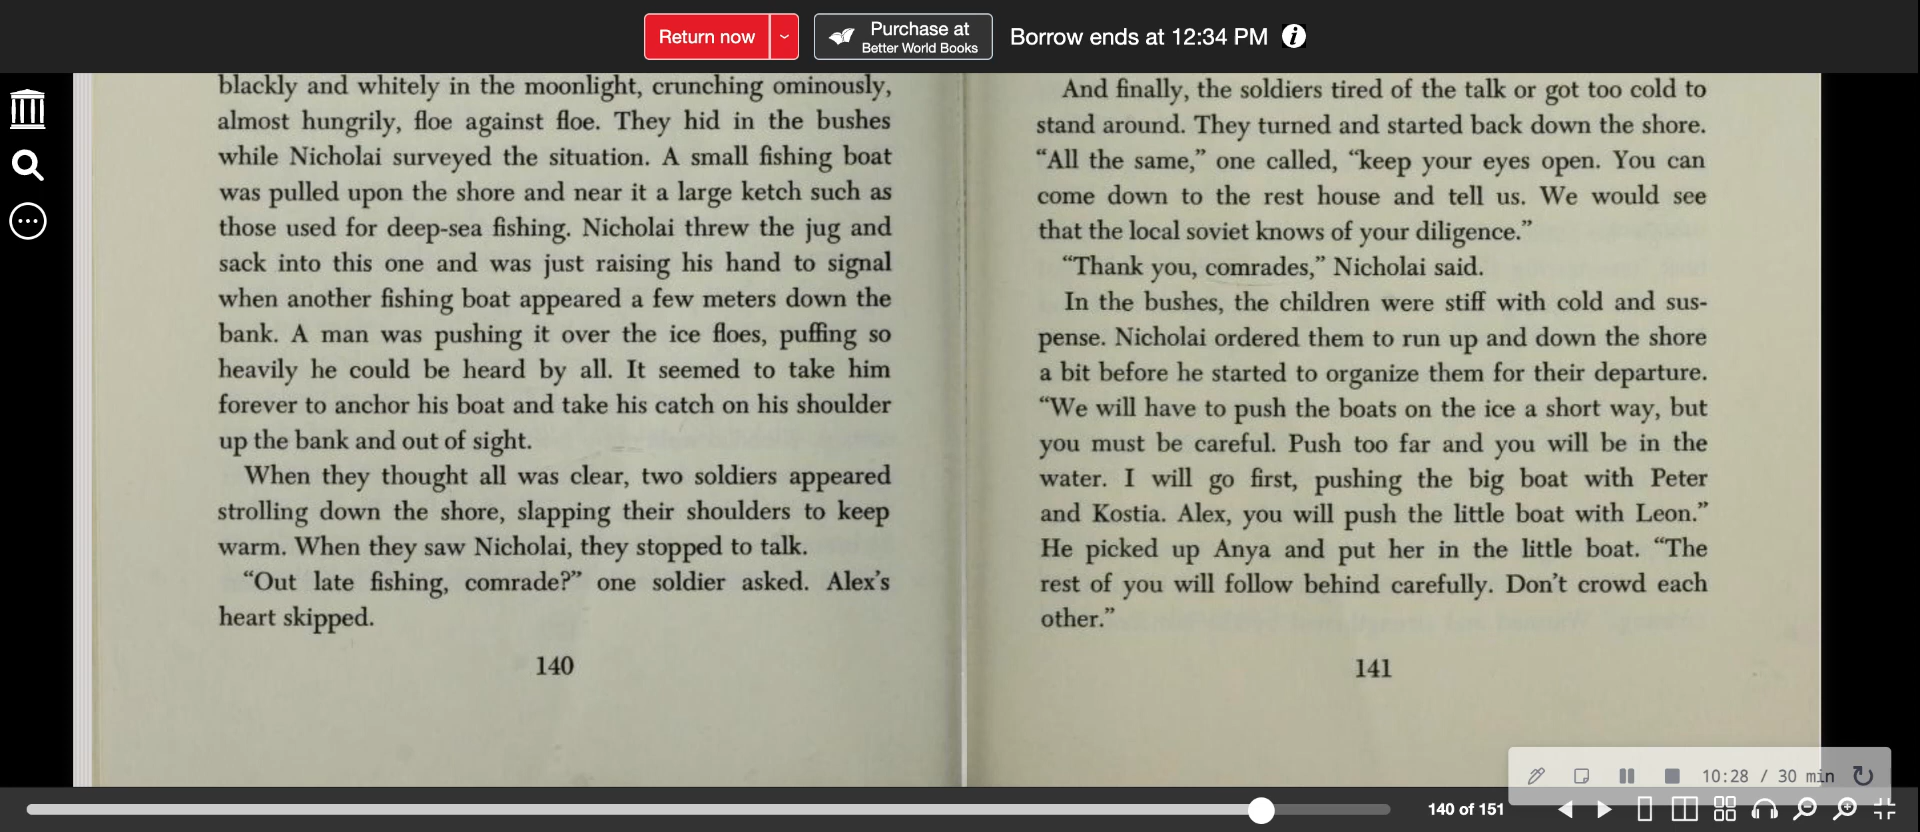 Return now
Purchase at
Better World Books
Borrow ends at 12:34 PM
blackly and whitely in the moonlight, crunching ominously,
almost hungrily, floe against floe. They hid in the bushes
while Nicholai surveyed the situation. A small fishing boat
was pulled upon the shore and near it a large ketch such as
those used for deep-sea fishing. Nicholai threw the jug and
sack into this one and was just raising his hand to signal
when another fishing boat appeared a few meters down the
bank. A man was pushing it over the ice floes, puffing so
heavily he could be heard by all. It seemed to take him
forever to anchor his boat and take his catch on his shoulder
up the bank and out of sight.
When they thought all was clear, two soldiers appeared
strolling down the shore, slapping their shoulders to keep
warm. When they saw Nicholai, they stopped to talk.
“Out late fishing, comrade?” one soldier asked. Alex’s
heart skipped.
140
And finally, the soldiers tired of the talk or got too cold to
stand around. They turned and started back down the shore.
“All the same,” one called, “keep your eyes open. You can
come down to the rest house and tell us. We would see
that the local soviet knows of your diligence.”
“Thank you, comrades,” Nicholai said.
In the bushes, the children were stiff with cold and sus-
pense. Nicholai ordered them to run up and down the shore
a bit before he started to organize them for their departure.
“We will have to push the boats on the ice a short way, but
you must be careful. Push too far and you will be in the
water. I will go first, pushing the big boat with Peter
and Kostia. Alex, you will push the little boat with Leon.”
He picked up Anya and put her in the little boat. “The
rest of you will follow behind carefully. Don’t crowd each
other.”
141
10:28 / 30 min
140 of 151